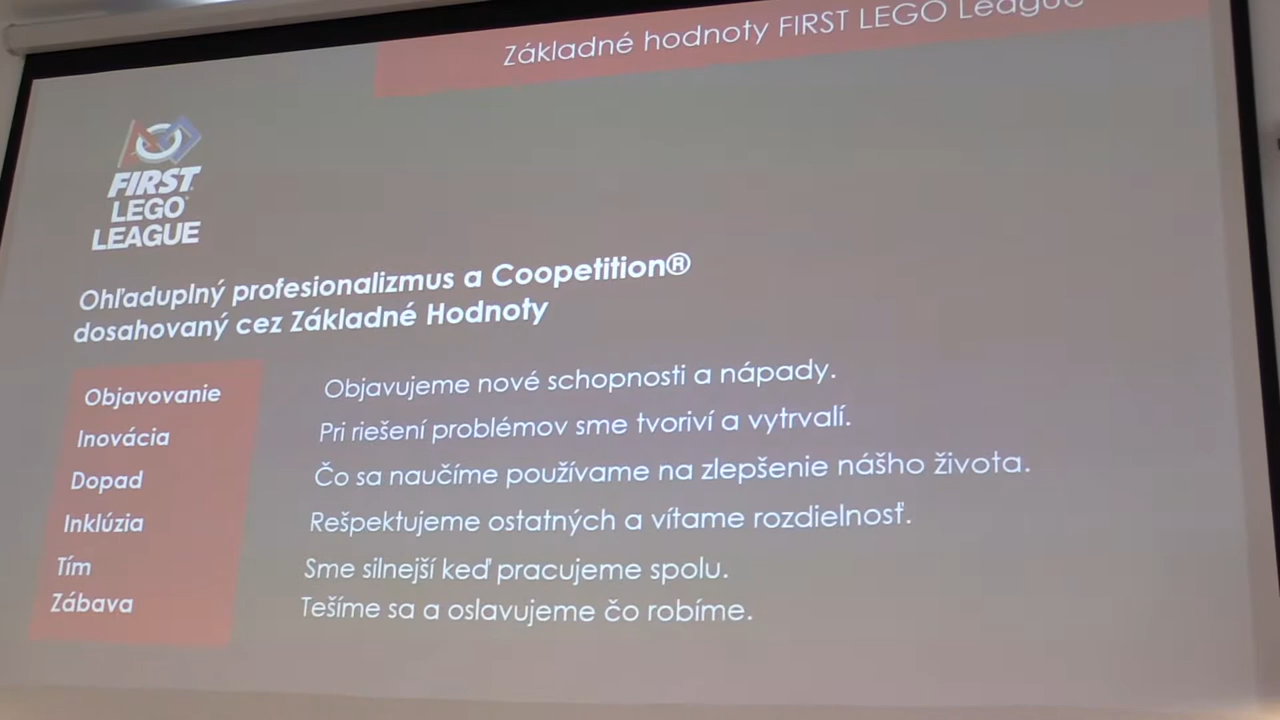 Základné hodnoty FIRST LEGO League
FIRST
LEGO
LEAGUE
Ohľaduplný profesionalizmus a Coopetition®
dosahovaný cez Základné Hodnoty
Objavovanie Objavujeme nové schopnosti a nápady.
Inovácia Pri riešení problémov sme tvoriví a vytrvalí.
Dopad Čo sa naučíme používame na zlepšenie nášho života.
Inklúzia Rešpektujeme ostatných a vítame rozdielnosť.
Tím Sme silnejší keď pracujeme spolu.
Zábava Tešíme sa a oslavujeme čo robíme.